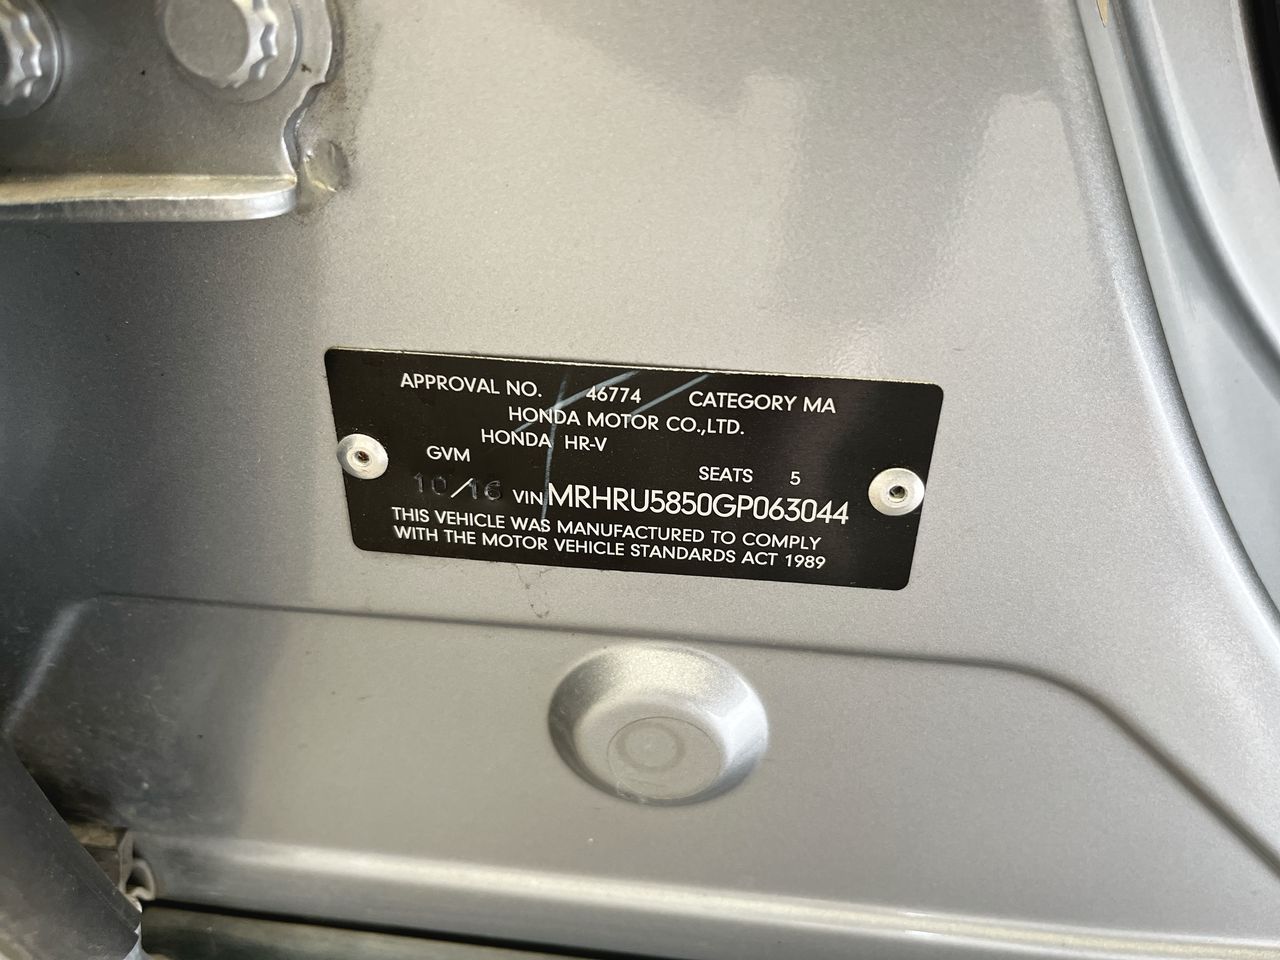 APPROVAL NO. 46774 CATEGORY MA
HONDA MOTOR CO.,LTD.
HONDA HR-V
GVM
SEATS 5
10/16 VIN MRHRU5850GP063044
THIS VEHICLE WAS MANUFACTURED TO COMPLY
WITH THE MOTOR VEHICLE STANDARDS ACT 1989